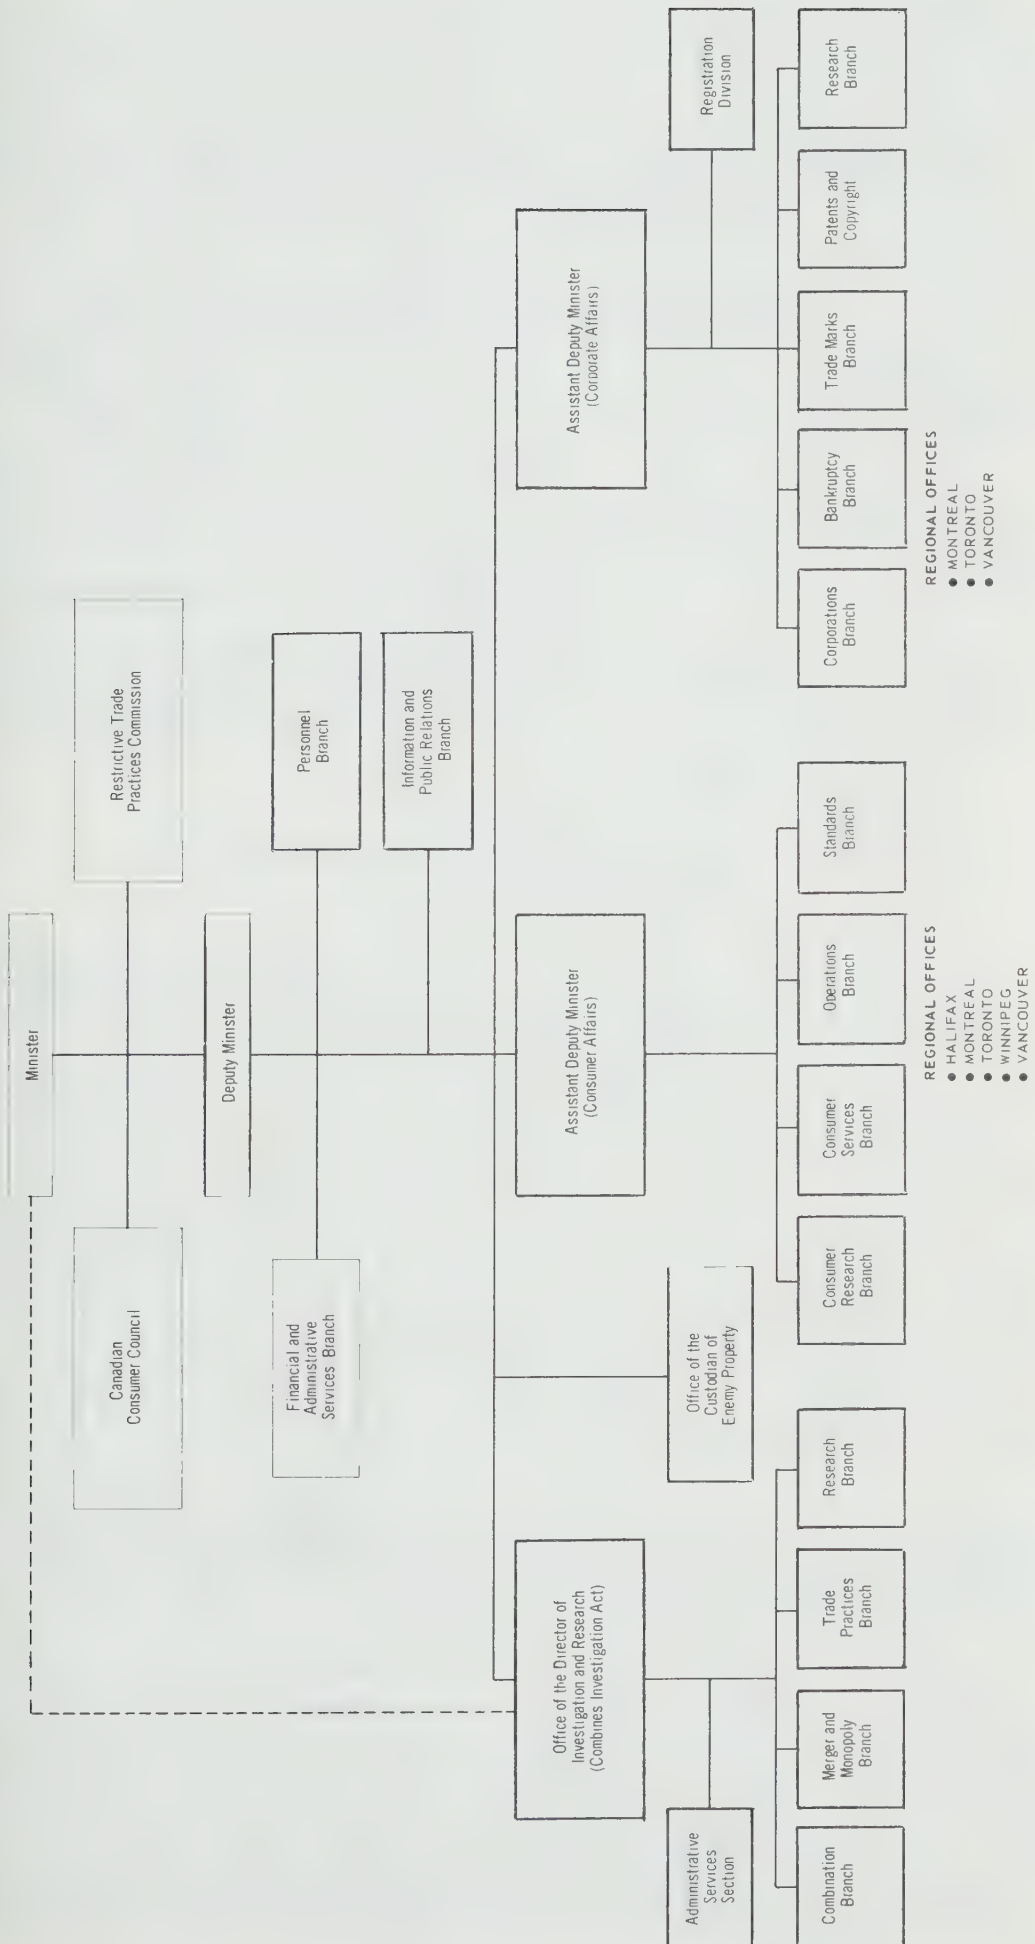 Minister
Canadian
Consumer Council
Restrictive Trade
Practices Commission
Deputy Minister
Financial and
Administrative
Services Branch
Personnel
Branch
Information and
Public Relations
Branch
Office of the Director of
Investigation and Research
(Combines Investigation Act)
Assistant Deputy Minister
(Consumer Affairs)
Assistant Deputy Minister
(Corporate Affairs)
Administrative
Services
Section
Office of the
Custodian of
Enemy Property
Registration
Division
Combination
Branch
Merger and
Monopoly
Branch
Trade
Practices
Branch
Research
Branch
Consumer
Research
Branch
Consumer
Services
Branch
Operations
Branch
Standards
Branch
Corporations
Branch
Bankruptcy
Branch
Trade Marks
Branch
Patents and
Copyright
Research
Branch
REGIONAL OFFICES
● HALIFAX
● MONTREAL
● TORONTO
● WINNIPEG
● VANCOUVER
REGIONAL OFFICES
● MONTREAL
● TORONTO
● VANCOUVER